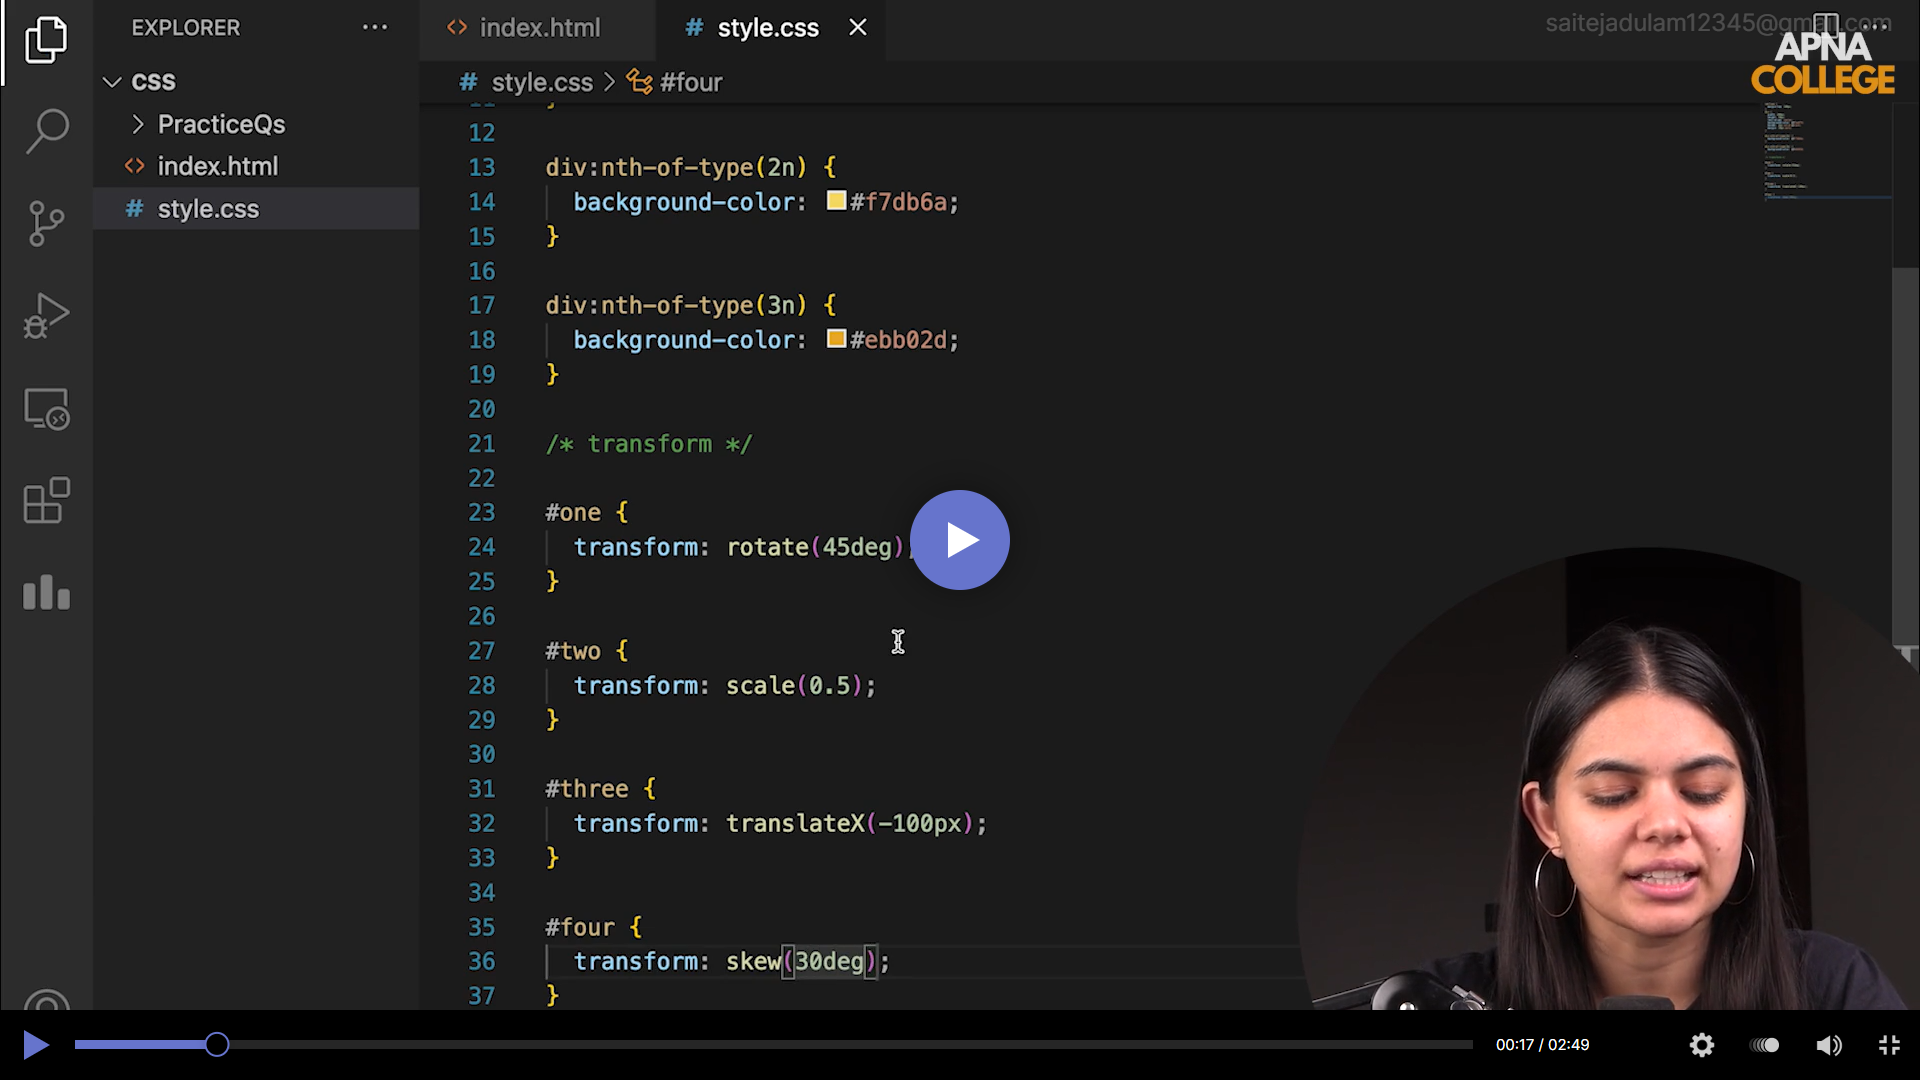 EXPLORER
index.html
# style.css
saitejadulam12345@gmail.com
APNA
COLLEGE
CSS
# style.css > #four
PracticeQs
index.html
# style.css
12
13 div:nth-of-type(2n) {
14 background-color: #f7db6a;
15 }
16
17 div:nth-of-type(3n) {
18 background-color: #ebb02d;
19 }
20
21 /* transform */
22
23 #one {
24 transform: rotate(45deg);
25 }
26
27 #two {
28 transform: scale(0.5);
29 }
30
31 #three {
32 transform: translateX(-100px);
33 }
34
35 #four {
36 transform: skew(30deg);
37 }
00:17 / 02:49